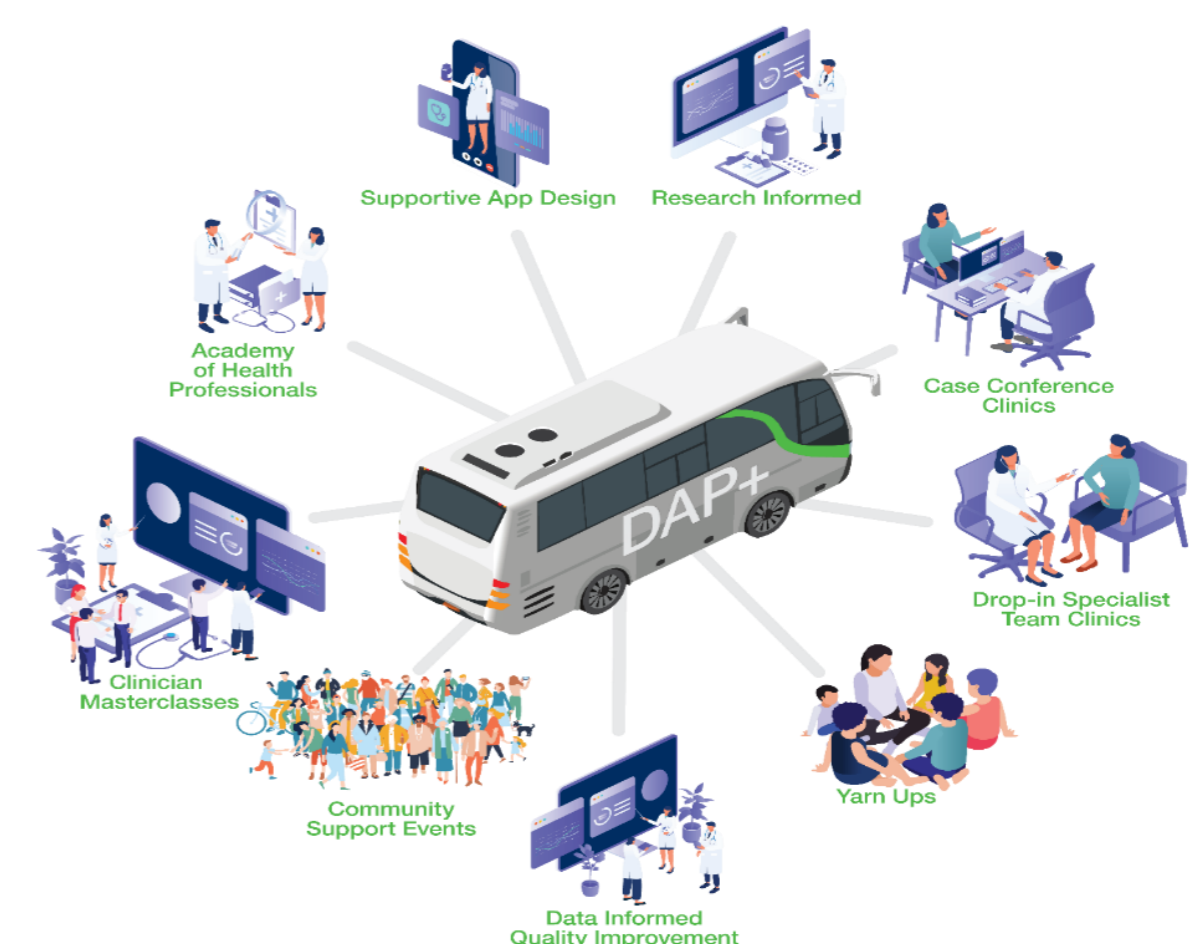 Supportive App Design
Research Informed
Academy
of Health
Professionals
Case Conference
Clinics
DAP+
Drop-in Specialist
Team Clinics
Clinician
Masterclasses
Yarn Ups
Community
Support Events
Data Informed
Quality Improvement